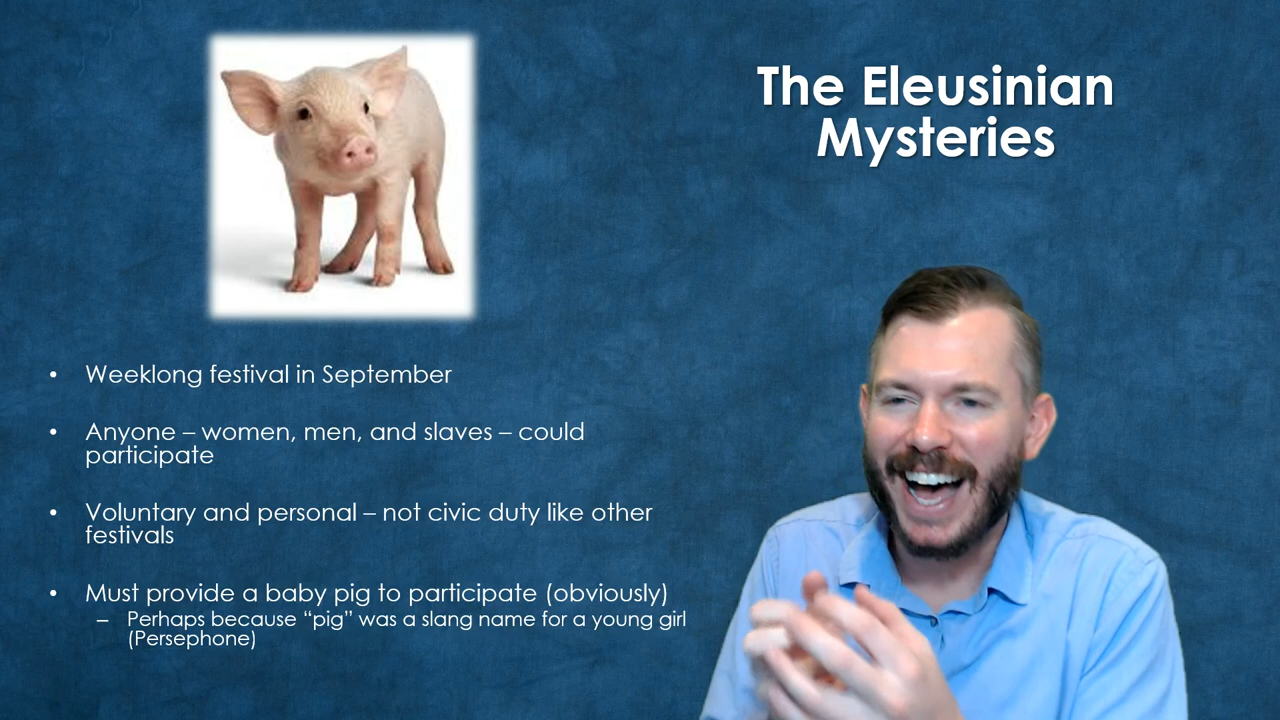 The Eleusinian
Mysteries
• Weeklong festival in September
• Anyone – women, men, and slaves – could
participate
• Voluntary and personal – not civic duty like other
festivals
• Must provide a baby pig to participate (obviously)
– Perhaps because “pig” was a slang name for a young girl
(Persephone)